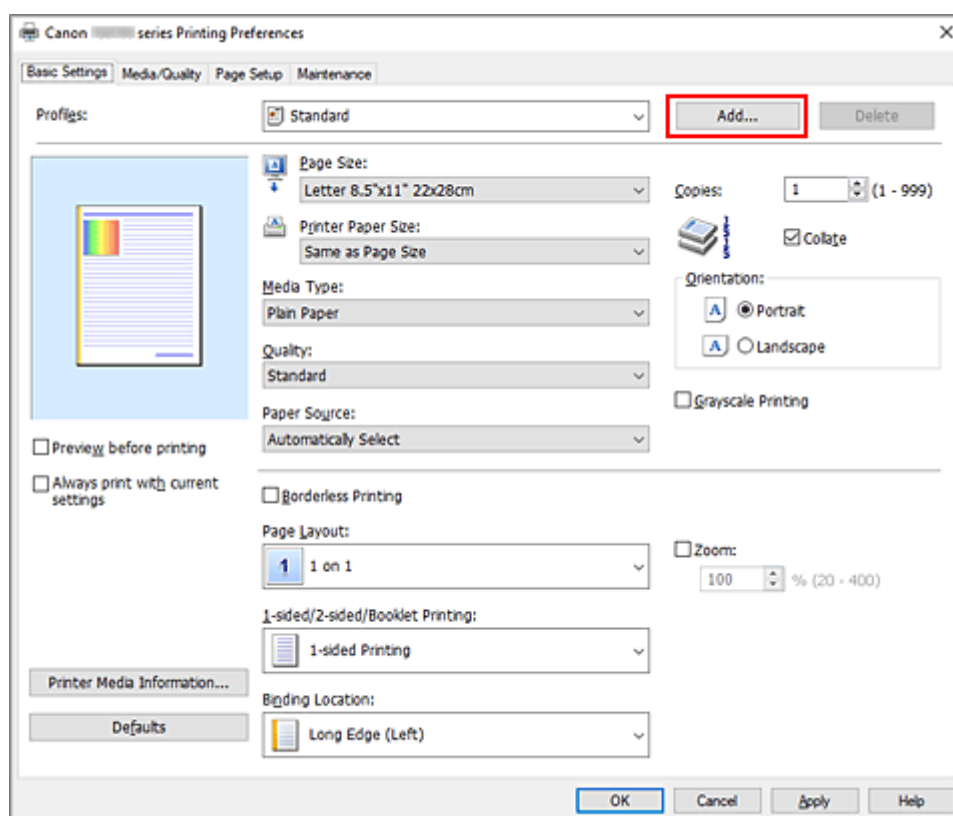 Canon series Printing Preferences
Basic Settings Media/Quality Page Setup Maintenance
Profiles: Standard Add... Delete
Page Size:
Letter 8.5"x11" 22x28cm
Copies: 1 (1 - 999)
Printer Paper Size:
Same as Page Size
Collate
Media Type:
Plain Paper
Orientation:
A Portrait
A Landscape
Quality:
Standard
Grayscale Printing
Paper Source:
Automatically Select
Preview before printing
Always print with current
settings
Borderless Printing
Page Layout:
1 1 on 1
Zoom:
100 % (20 - 400)
1-sided/2-sided/Booklet Printing:
1-sided Printing
Printer Media Information...
Binding Location:
Defaults
Long Edge (Left)
OK Cancel Apply Help